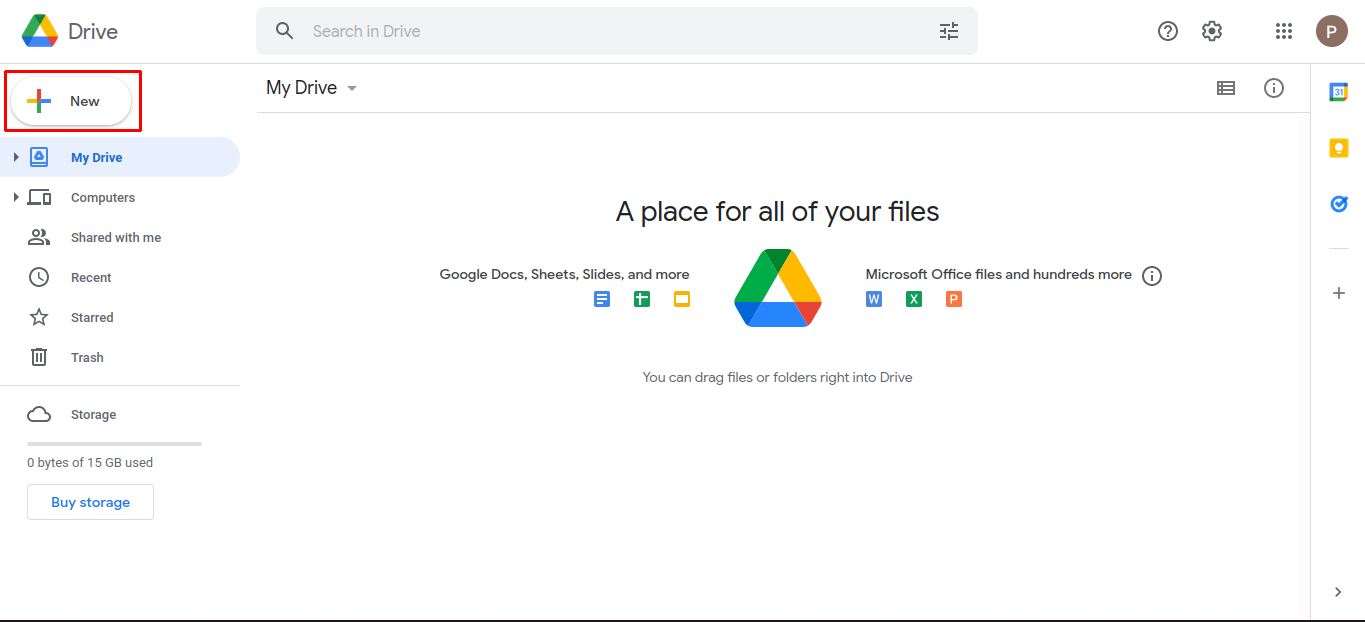 Drive
Search in Drive
P
New
My Drive
My Drive
Computers
Shared with me
Recent
Starred
Trash
Storage
0 bytes of 15 GB used
Buy storage
A place for all of your files
Google Docs, Sheets, Slides, and more
Microsoft Office files and hundreds more
W X P
You can drag files or folders right into Drive
31